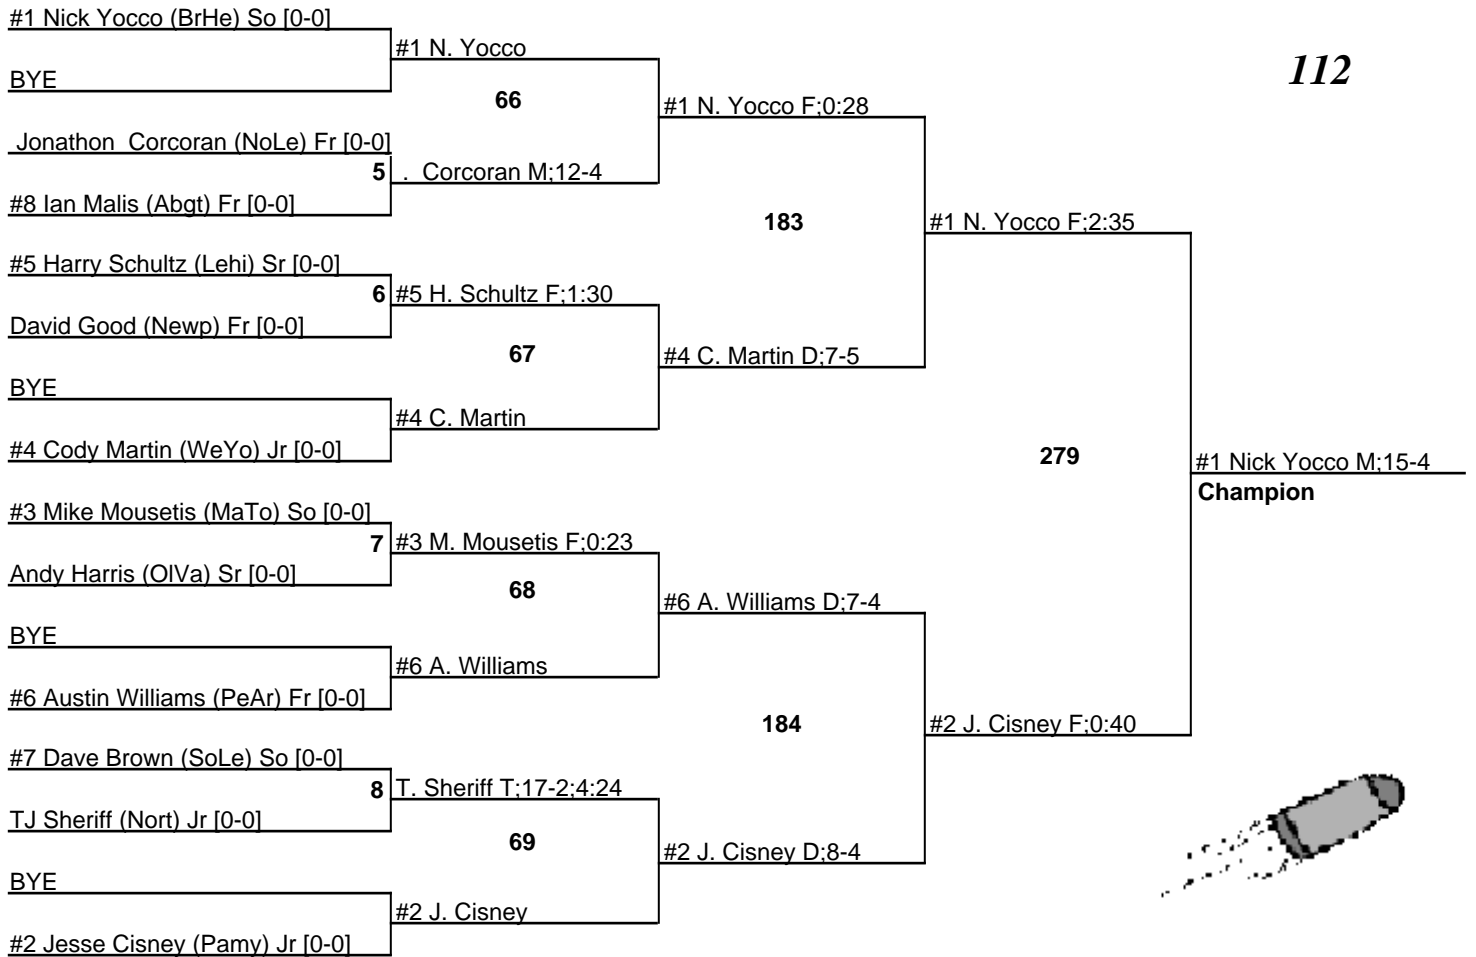 #1 Nick Yocco (BrHe) So [0-0]
BYE
Jonathon  Corcoran (NoLe) Fr [0-0]
#8 Ian Malis (Abgt) Fr [0-0]
#5 Harry Schultz (Lehi) Sr [0-0]
David Good (Newp) Fr [0-0]
BYE
#4 Cody Martin (WeYo) Jr [0-0]
#3 Mike Mousetis (MaTo) So [0-0]
Andy Harris (OlVa) Sr [0-0]
BYE
#6 Austin Williams (PeAr) Fr [0-0]
#7 Dave Brown (SoLe) So [0-0]
TJ Sheriff (Nort) Jr [0-0]
BYE
#2 Jesse Cisney (Pamy) Jr [0-0]
5
6
7
8
#1 N. Yocco
.  Corcoran M;12-4
#5 H. Schultz F;1:30
#4 C. Martin
#3 M. Mousetis F;0:23
#6 A. Williams
T. Sheriff T;17-2;4:24
#2 J. Cisney
66
67
68
69
#1 N. Yocco F;0:28
#4 C. Martin D;7-5
#6 A. Williams D;7-4
#2 J. Cisney D;8-4
183
184
#1 N. Yocco F;2:35
#2 J. Cisney F;0:40
279
#1 Nick Yocco M;15-4
Champion
112